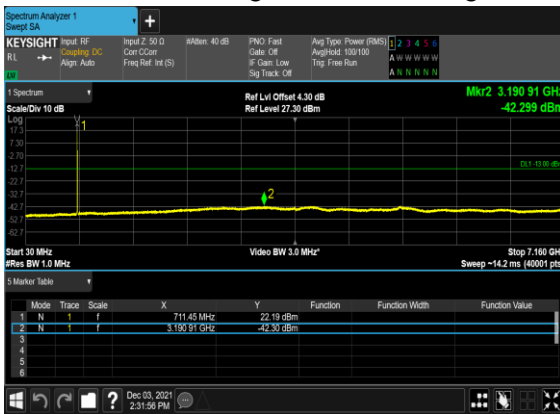 Spectrum Analyzer 1
Swept SA
+
KEYSIGHT Input: RF Input Z: 50 Ω #Atten: 40 dB PNO: Fast Avg Type: Power (RMS) 1 2 3 4 5 6
RL Coupling: DC Corr CCorr Gate: Off Avg|Hold: 100/100 A W W W W W
Align: Auto Freq Ref: Int (S) IF Gain: Low Trig: Free Run
LV Sig Track: Off A N N N N N
1 Spectrum Mkr2 3.190 91 GHz
Scale/Div 10 dB Ref Lvl Offset 4.30 dB -42.299 dBm
Ref Level 27.30 dBm
Log
17.3
7.30
-2.70
-12.7
-22.7
-32.7
-42.7
-52.7
-62.7
1
2
DL1 -13.00 dBm
Start 30 MHz Video BW 3.0 MHz* Stop 7.160 GHz
#Res BW 1.0 MHz Sweep ~14.2 ms (40001 pts)
5 Marker Table
Mode Trace Scale X Y Function Function Width Function Value
1 N 1 f 711.45 MHz 22.19 dBm
2 N 1 f 3.190 91 GHz -42.30 dBm
3
4
5
6
? Dec 03, 2021
2:31:56 PM